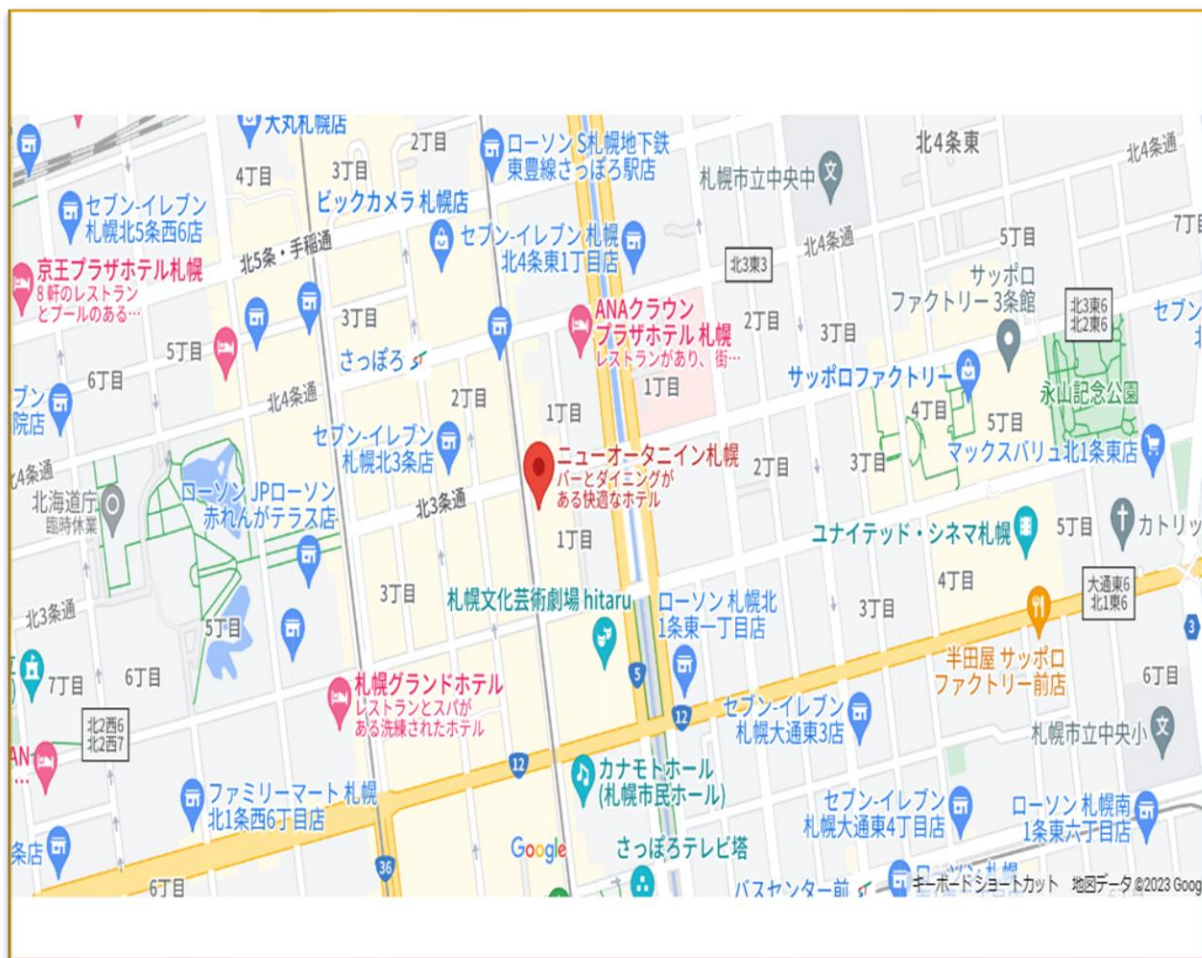 大丸札幌店
2丁目
3丁目
4丁目
ローソン S札幌地下鉄
東豊線さっぽろ駅店
札幌市立中央中
北4条東
北4条通
セブン-イレブン
札幌北5条西6店
ビックカメラ 札幌店
北5条・手稲通
セブン-イレブン 札幌
北4条東1丁目店
北4条通
7丁目
5丁目
北3東3
京王プラザホテル札幌
8 軒のレストラン
とプールのある…
サッポロ
ファクトリー 3条館
北3東6
北2東6
セブン
3丁目
ANAクラウン
プラザホテル 札幌
レストランがあり、街…
2丁目
3丁目
5丁目
さっぽろ
6丁目
1丁目
サッポロファクトリー
永山記念公園
ブン
院店
北4条通
2丁目
1丁目
4丁目
5丁目
セブン-イレブン
札幌北3条店
ニューオータニイン札幌
バーとダイニングが
ある快適なホテル
2丁目
3丁目
マックスバリュ北1条東店
北4条通
北海道庁
臨時休業
ローソン JPローソン
赤れんがテラス店
北3条通
1丁目
ユナイテッド・シネマ札幌
5丁目
カトリッ
3丁目
札幌文化芸術劇場 hitaru
ローソン 札幌北
1条東一丁目店
4丁目
大通東6
北1東6
3丁目
北3条通
5丁目
3
7丁目
6丁目
札幌グランドホテル
レストランとスパが
ある洗練されたホテル
5
半田屋 サッポロ
ファクトリー前店
6丁目
北2西6
北2西7
12
セブン-イレブン
札幌大通東3店
札幌市立中央小
AN
…
12
カナモトホール
(札幌市民ホール)
ファミリーマート 札幌
北1条西6丁目店
セブン-イレブン
札幌大通東4丁目店
ローソン 札幌南
1条東六丁目店
条店
Google
さっぽろテレビ塔
36
6丁目
バスセンター前
キーボード ショートカット 地図データ ©2023 Goog